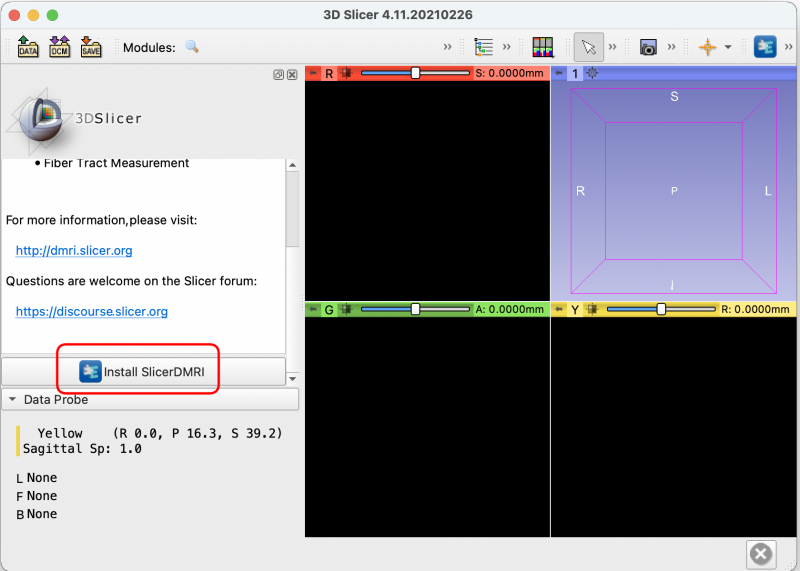 3D Slicer 4.11.20210226
DATA DCM SAVE Modules: »  » » » »
R S: 0.0000mm
1
3DSlicer
• Fiber Tract Measurement
For more information,please visit:
http://dmri.slicer.org
Questions are welcome on the Slicer forum:
https://discourse.slicer.org
Install SlicerDMRI
Data Probe
Yellow (R 0.0, P 16.3, S 39.2)
Sagittal Sp: 1.0
L None
F None
B None
S
R P L
I
G A: 0.0000mm
Y R: 0.0000mm